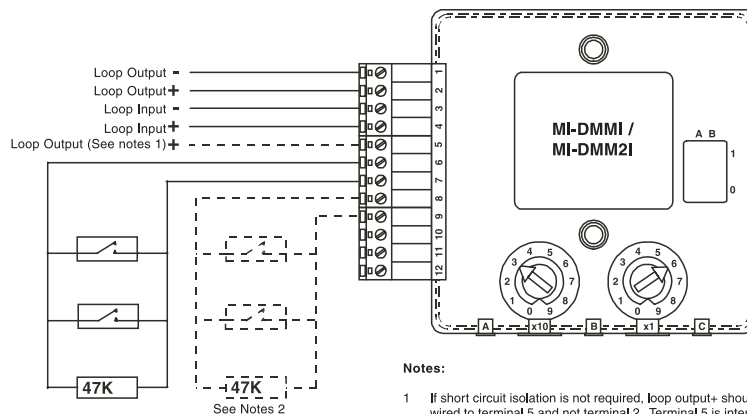 Loop Output -
Loop Output +
Loop Input -
Loop Input +
Loop Output (See notes 1) +
1
2
3
4
5
6
7
8
9
10
11
12
MI-DMMI /
MI-DMM2I
A B
1
0
0 1 2 3 4 5 6 7 8 9
0 1 2 3 4 5 6 7 8 9
A x10 B x1 C
47K
47K
See Notes 2
Notes:
1 If short circuit isolation is not required, loop output+
wired to terminal 5 and not terminal 2. Terminal 5 is